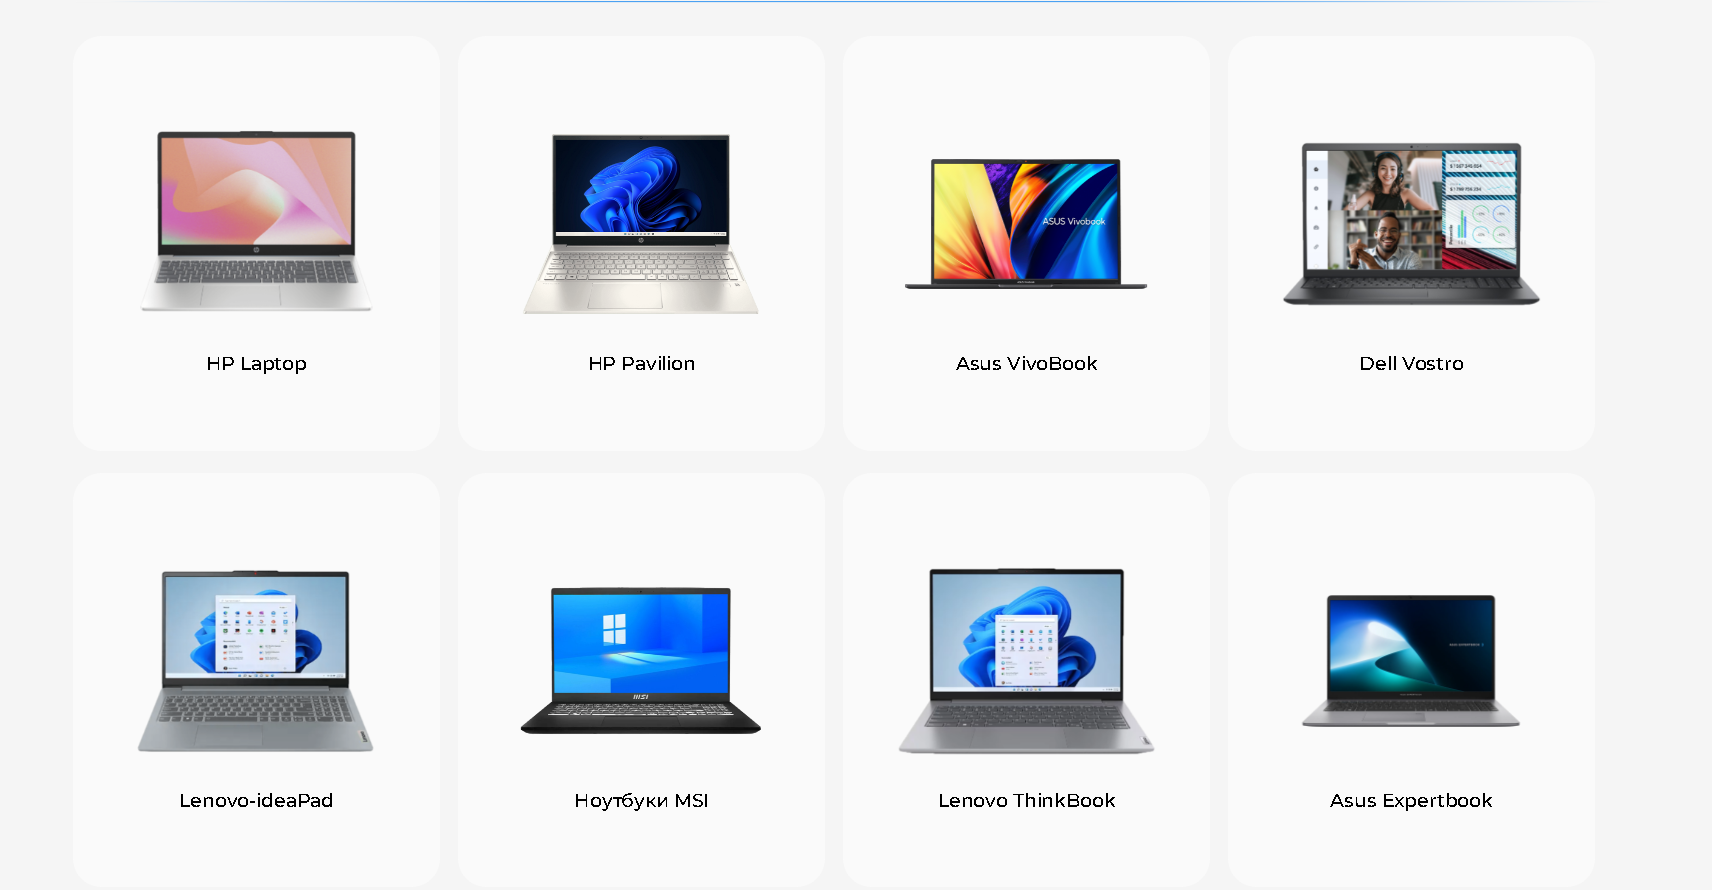 ASUS Vivobook
HP Laptop
HP Pavilion
Asus VivoBook
Dell Vostro
msi
Lenovo-ideaPad
Ноутбуки MSI
Lenovo ThinkBook
Asus Expertbook